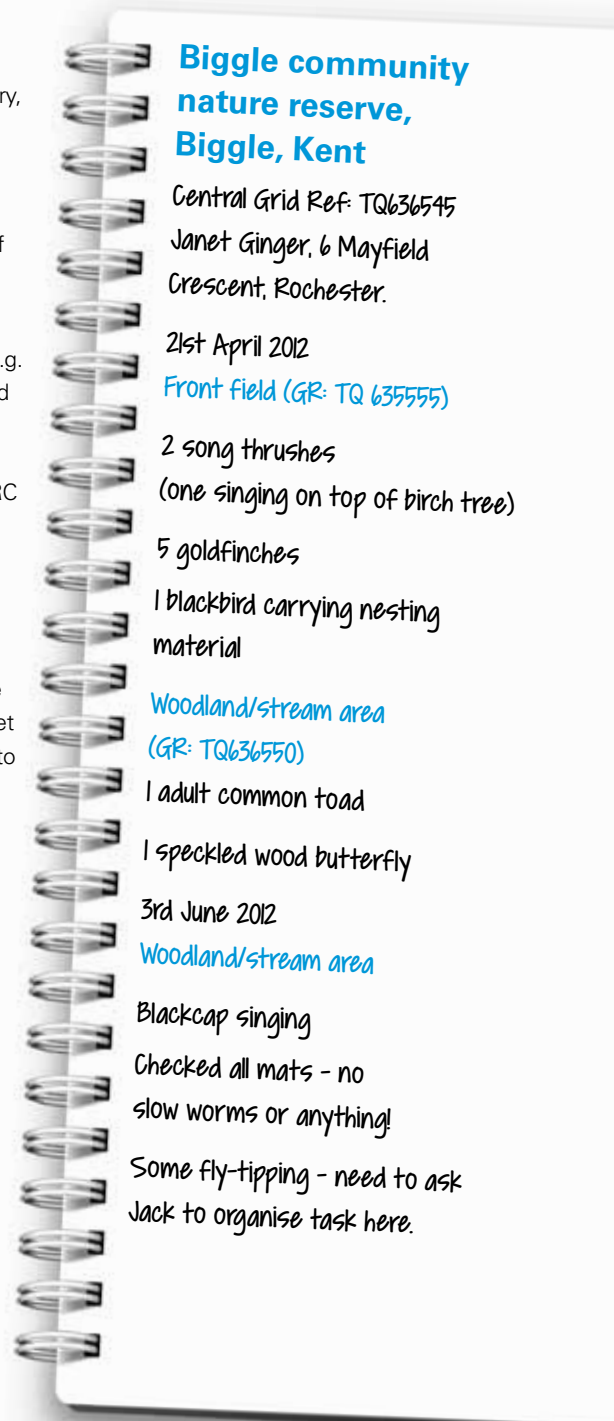 ry,
f
.g.
d
RC
e
et
to
Biggle community
nature reserve,
Biggle, Kent
Central Grid Ref: TQ636545
Janet Ginger, 6 Mayfield
Crescent, Rochester.
21st April 2012
Front field (GR: TQ 635555)
2 song thrushes
(one singing on top of birch tree)
5 goldfinches
1 blackbird carrying nesting
material
Woodland/stream area
(GR: TQ636550)
1 adult common toad
1 speckled wood butterfly
3rd June 2012
Woodland/stream area
Blackcap singing
Checked all mats - no
slow worms or anything!
Some fly-tipping - need to ask
Jack to organise task here.